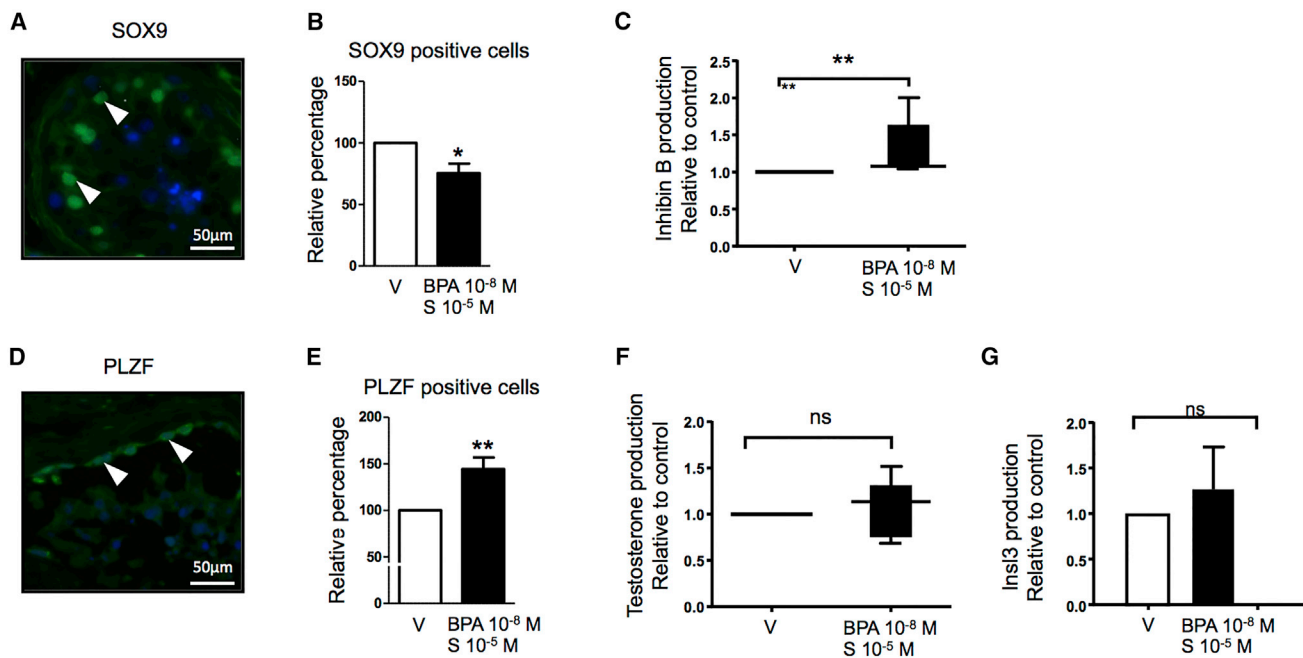 A
SOX9
50μm
B
SOX9 positive cells
Relative percentage
150
100
50
0
*
V
BPA 10⁻⁸ M
S 10⁻⁵ M
C
Inhibin B production
Relative to control
2.5
2.0
1.5
1.0
0.5
0.0
**
**
V
BPA 10⁻⁸ M
S 10⁻⁵ M
D
PLZF
50μm
E
PLZF positive cells
Relative percentage
200
150
100
50
0
**
V
BPA 10⁻⁸ M
S 10⁻⁵ M
F
Testosterone production
Relative to control
2.0
1.5
1.0
0.5
0.0
ns
V
BPA 10⁻⁸ M
S 10⁻⁵ M
G
Insl3 production
Relative to control
2.0
1.5
1.0
0.5
0.0
ns
V
BPA 10⁻⁸ M
S 10⁻⁵ M